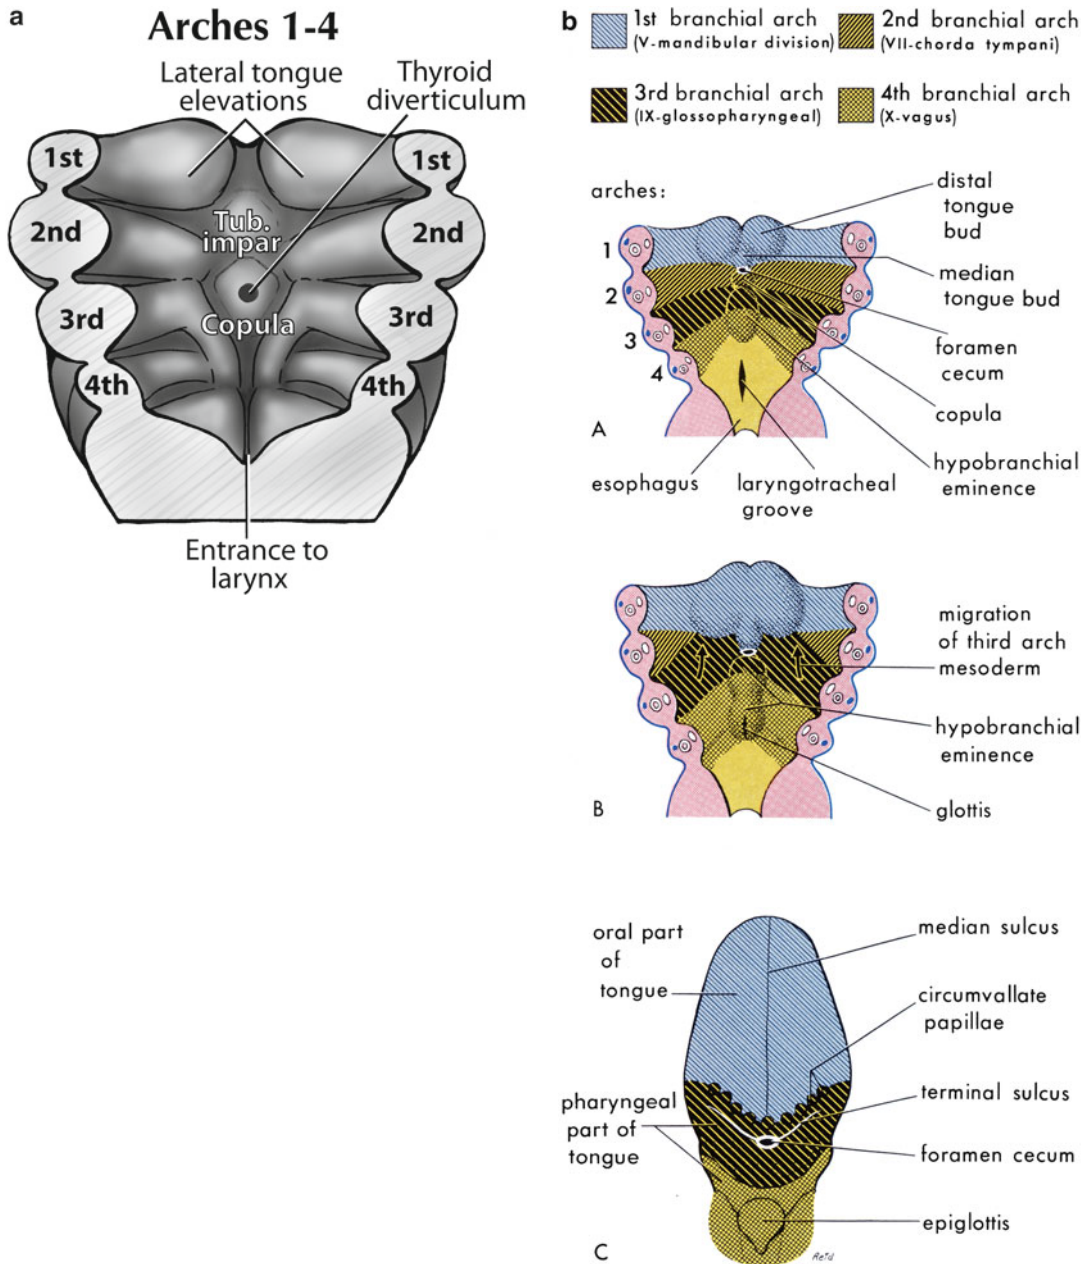 a
Arches 1-4
Lateral tongue
elevations
Thyroid
diverticulum
1st
1st
2nd
2nd
Tub.
impar
3rd
3rd
Copula
4th
4th
Entrance to
larynx
b
1st branchial arch
(V-mandibular division)
2nd branchial arch
(VII-chorda tympani)
3rd branchial arch
(IX-glossopharyngeal)
4th branchial arch
(X-vagus)
arches:
1
2
3
4
distal
tongue
bud
median
tongue bud
foramen
cecum
copula
hypobranchial
eminence
A
esophagus
laryngotracheal
groove
migration
of third arch
mesoderm
hypobranchial
eminence
glottis
B
oral part
of
tongue
median sulcus
circumvallate
papillae
pharyngeal
part of
tongue
terminal sulcus
foramen cecum
epiglottis
C
Reid